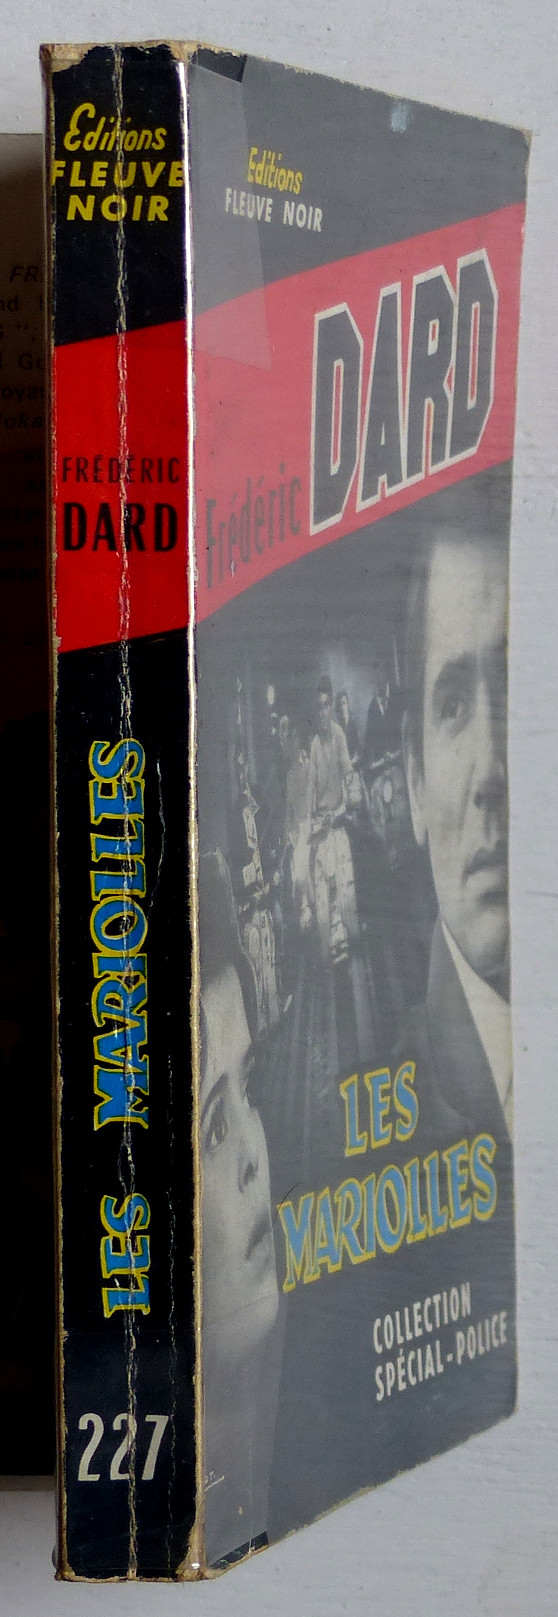 Editions
FLEUVE
NOIR
FRÉDÉRIC
DARD
LES MARIOLLES
227
Editions
FLEUVE NOIR
Frédéric
DARD
LES
MARIOLLES
COLLECTION
SPÉCIAL-POLICE